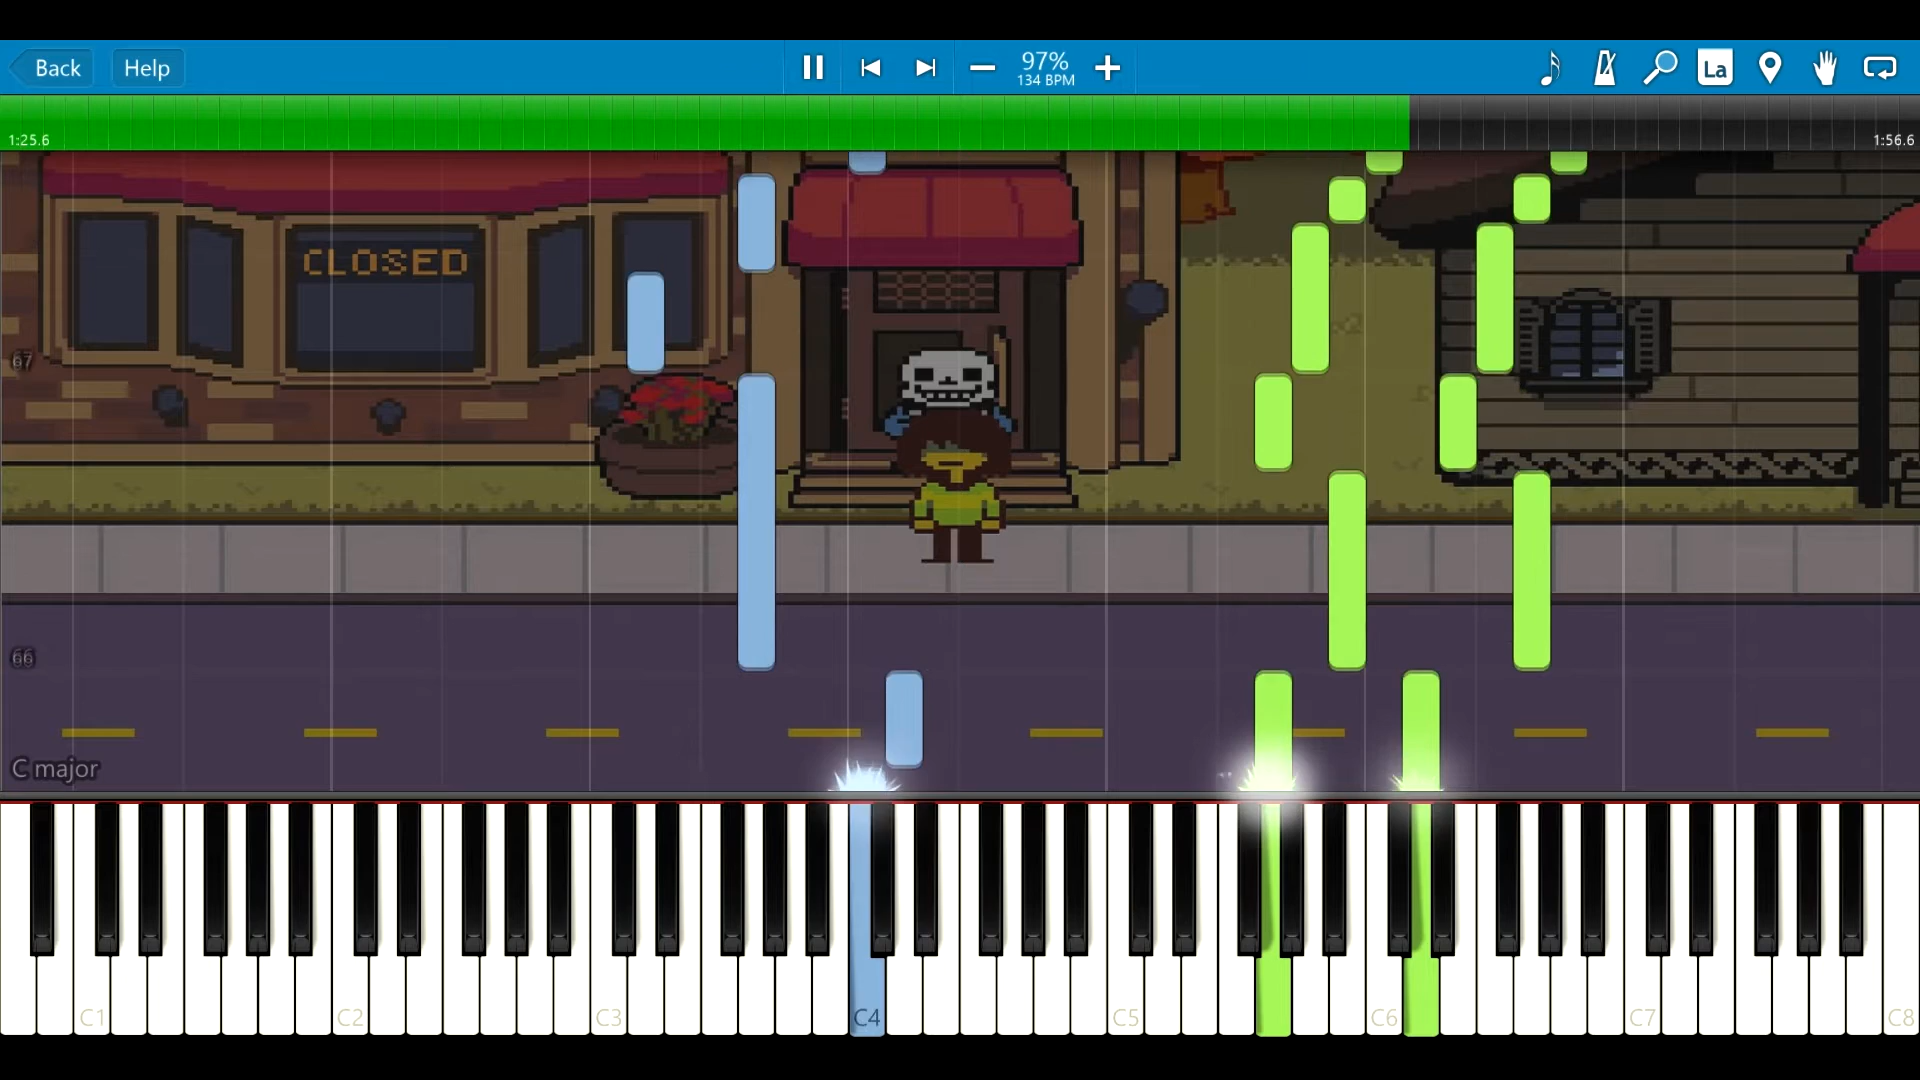 Back
Help
97%
134 BPM
La
1:25.6
1:56.6
CLOSED
67
66
C major
C1
C2
C3
C4
C5
C6
C7
C8